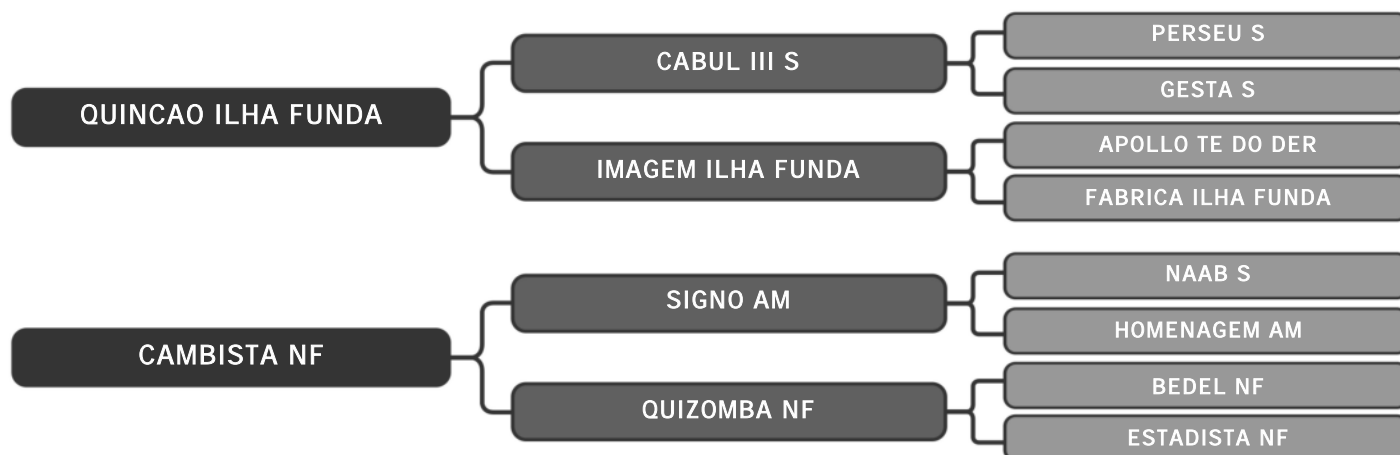 PERSEU S
CABUL III S
GESTA S
QUINCAO ILHA FUNDA
APOLLO TE DO DER
IMAGEM ILHA FUNDA
FABRICA ILHA FUNDA
NAAB S
SIGNO AM
HOMENAGEM AM
CAMBISTA NF
BEDEL NF
QUIZOMBA NF
ESTADISTA NF